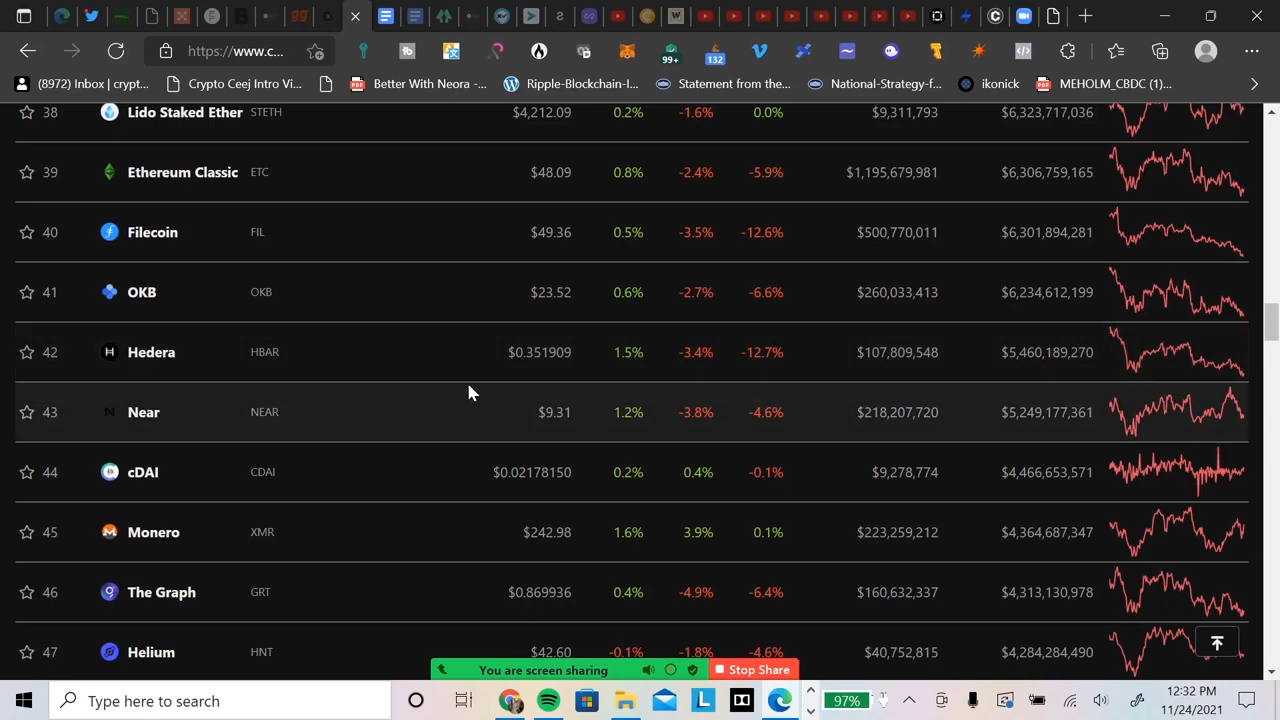 https://www.c...
99+
132
(8972) Inbox | crypt...
Crypto Ceej Intro Vi...
Better With Neora -...
Ripple-Blockchain-I...
Statement from the...
National-Strategy-f...
ikonick
MEHOLM_CBDC (1)...
38 Lido Staked Ether STETH $4,212.09 0.2% -1.6% 0.0% $9,311,793 $6,323,717,036
39 Ethereum Classic ETC $48.09 0.8% -2.4% -5.9% $1,195,679,981 $6,306,759,165
40 Filecoin FIL $49.36 0.5% -3.5% -12.6% $500,770,011 $6,301,894,281
41 OKB OKB $23.52 0.6% -2.7% -6.6% $260,033,413 $6,234,612,199
42 Hedera HBAR $0.351909 1.5% -3.4% -12.7% $107,809,548 $5,460,189,270
43 Near NEAR $9.31 1.2% -3.8% -4.6% $218,207,720 $5,249,177,361
44 cDAI CDAI $0.02178150 0.2% 0.4% -0.1% $9,278,774 $4,466,653,571
45 Monero XMR $242.98 1.6% 3.9% 0.1% $223,259,212 $4,364,687,347
46 The Graph GRT $0.869936 0.4% -4.9% -6.4% $160,632,337 $4,313,130,978
47 Helium HNT $42.60 -0.1% -1.8% -4.6% $40,752,815 $4,284,284,490
You are screen sharing Stop Share
Type here to search
97%
12:32 PM
11/24/2021